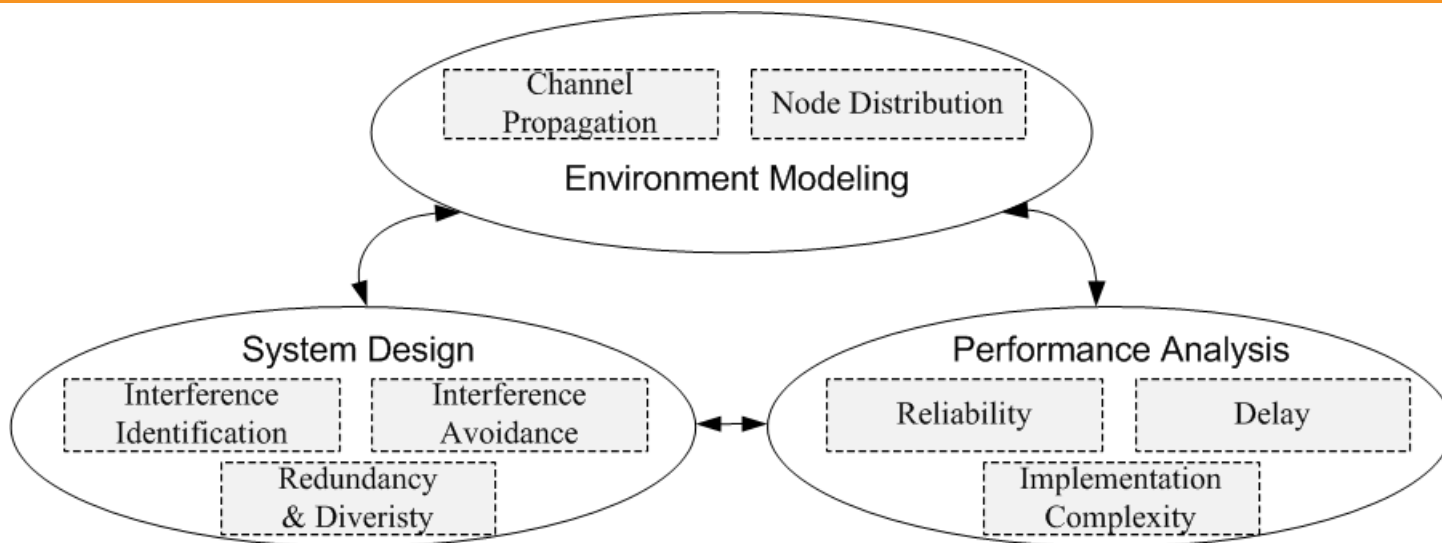 Channel
Propagation
Node Distribution
Environment Modeling
System Design
Interference
Identification
Interference
Avoidance
Redundancy
& Diveristy
Performance Analysis
Reliability
Delay
Implementation
Complexity